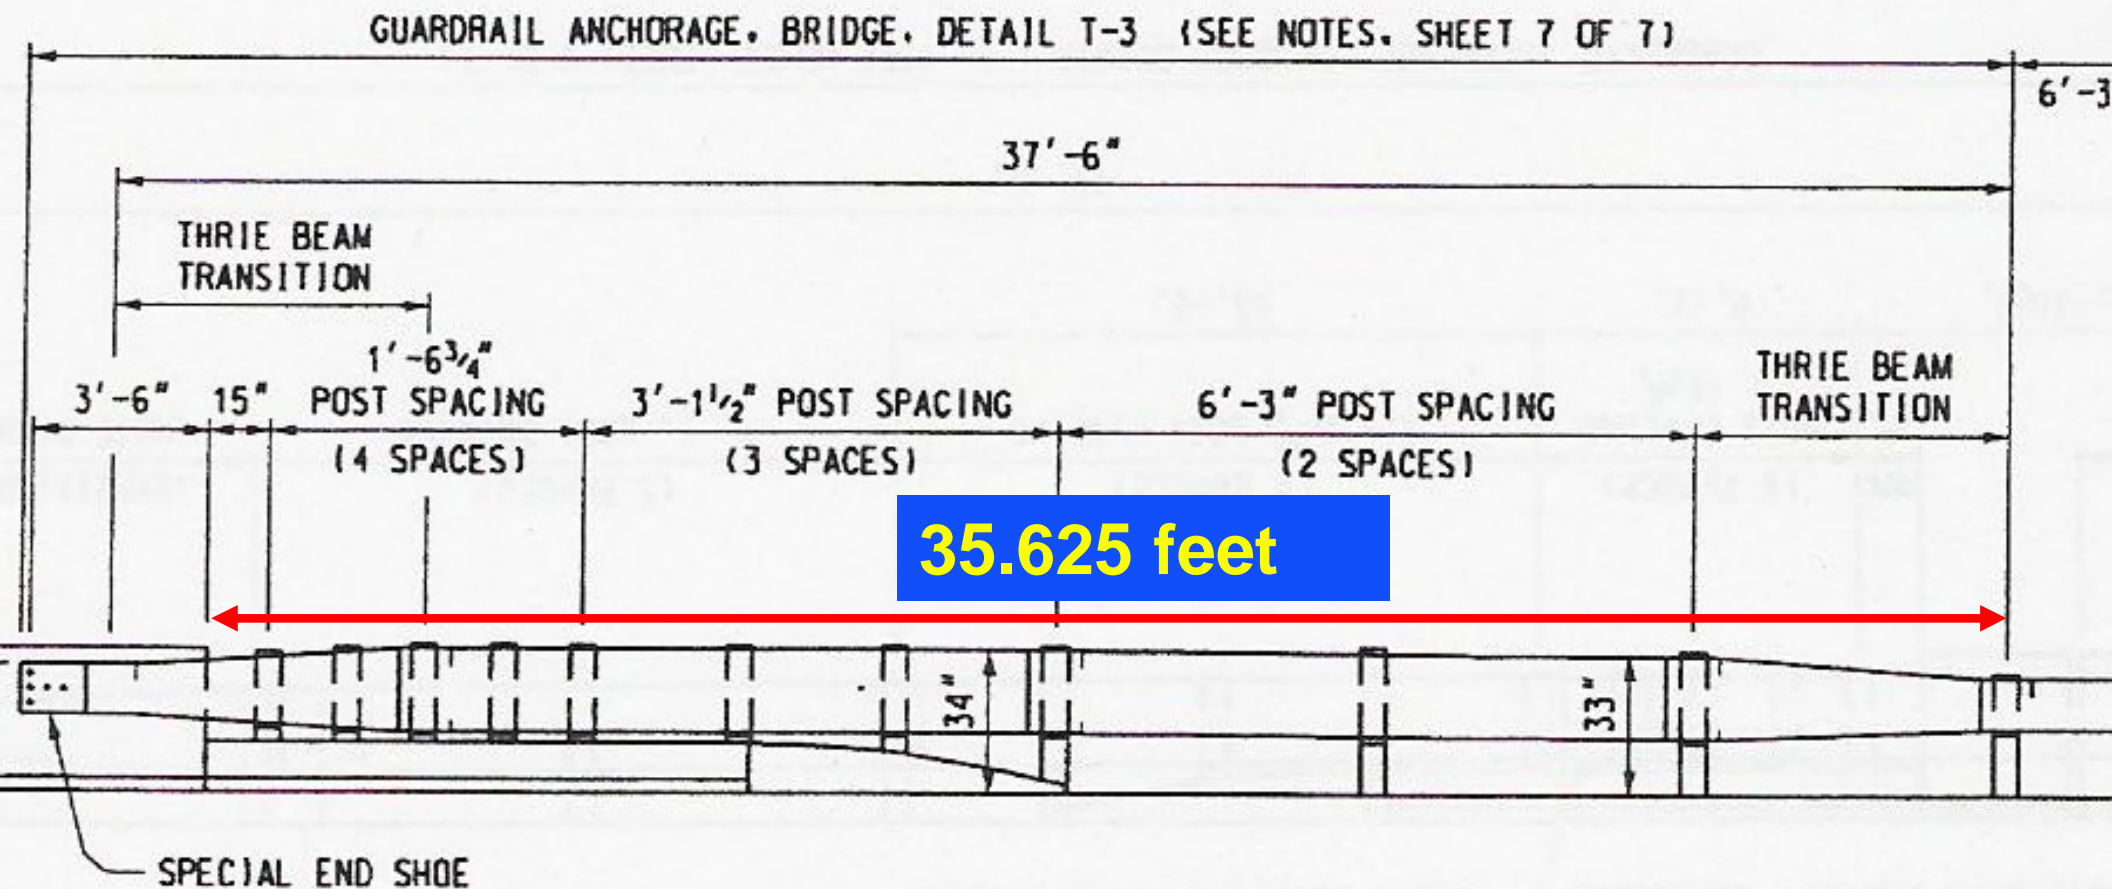 GUARDRAIL ANCHORAGE, BRIDGE, DETAIL T-3 (SEE NOTES, SHEET 7 OF 7)
6'-3
37'-6"
THRIE BEAM
TRANSITION
3'-6"
15"
1'-6¾"
POST SPACING
(4 SPACES)
3'-1½" POST SPACING
(3 SPACES)
6'-3" POST SPACING
(2 SPACES)
THRIE BEAM
TRANSITION
35.625 feet
34"
33"
SPECIAL END SHOE